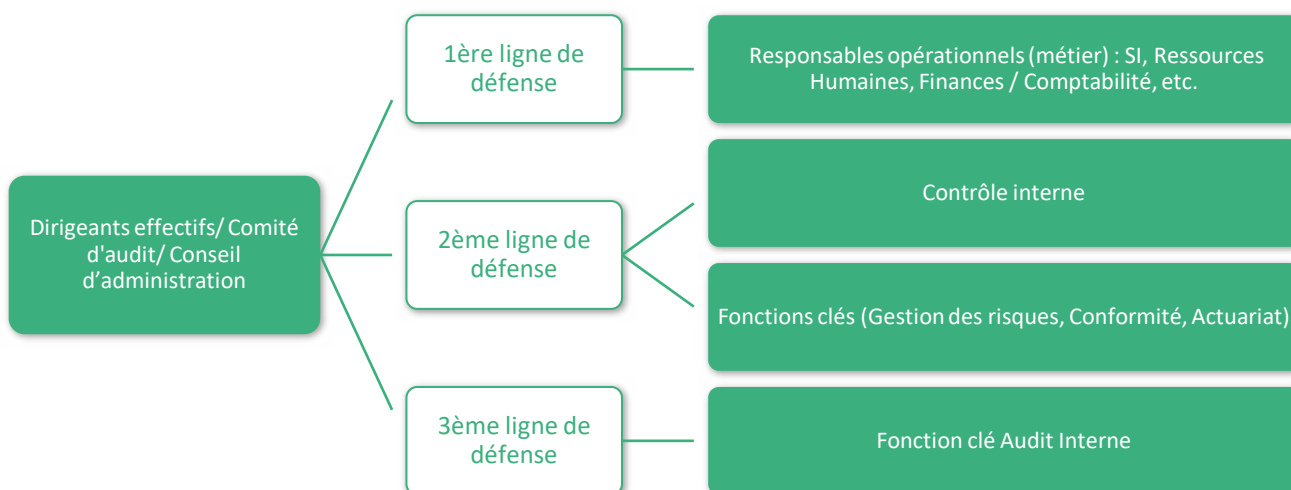 Dirigeants effectifs/ Comité
d'audit/ Conseil
d’administration
1ère ligne de
défense
Responsables opérationnels (métier) : SI, Ressources
Humaines, Finances / Comptabilité, etc.
2ème ligne de
défense
Contrôle interne
Fonctions clés (Gestion des risques, Conformité, Actuariat)
3ème ligne de
défense
Fonction clé Audit Interne